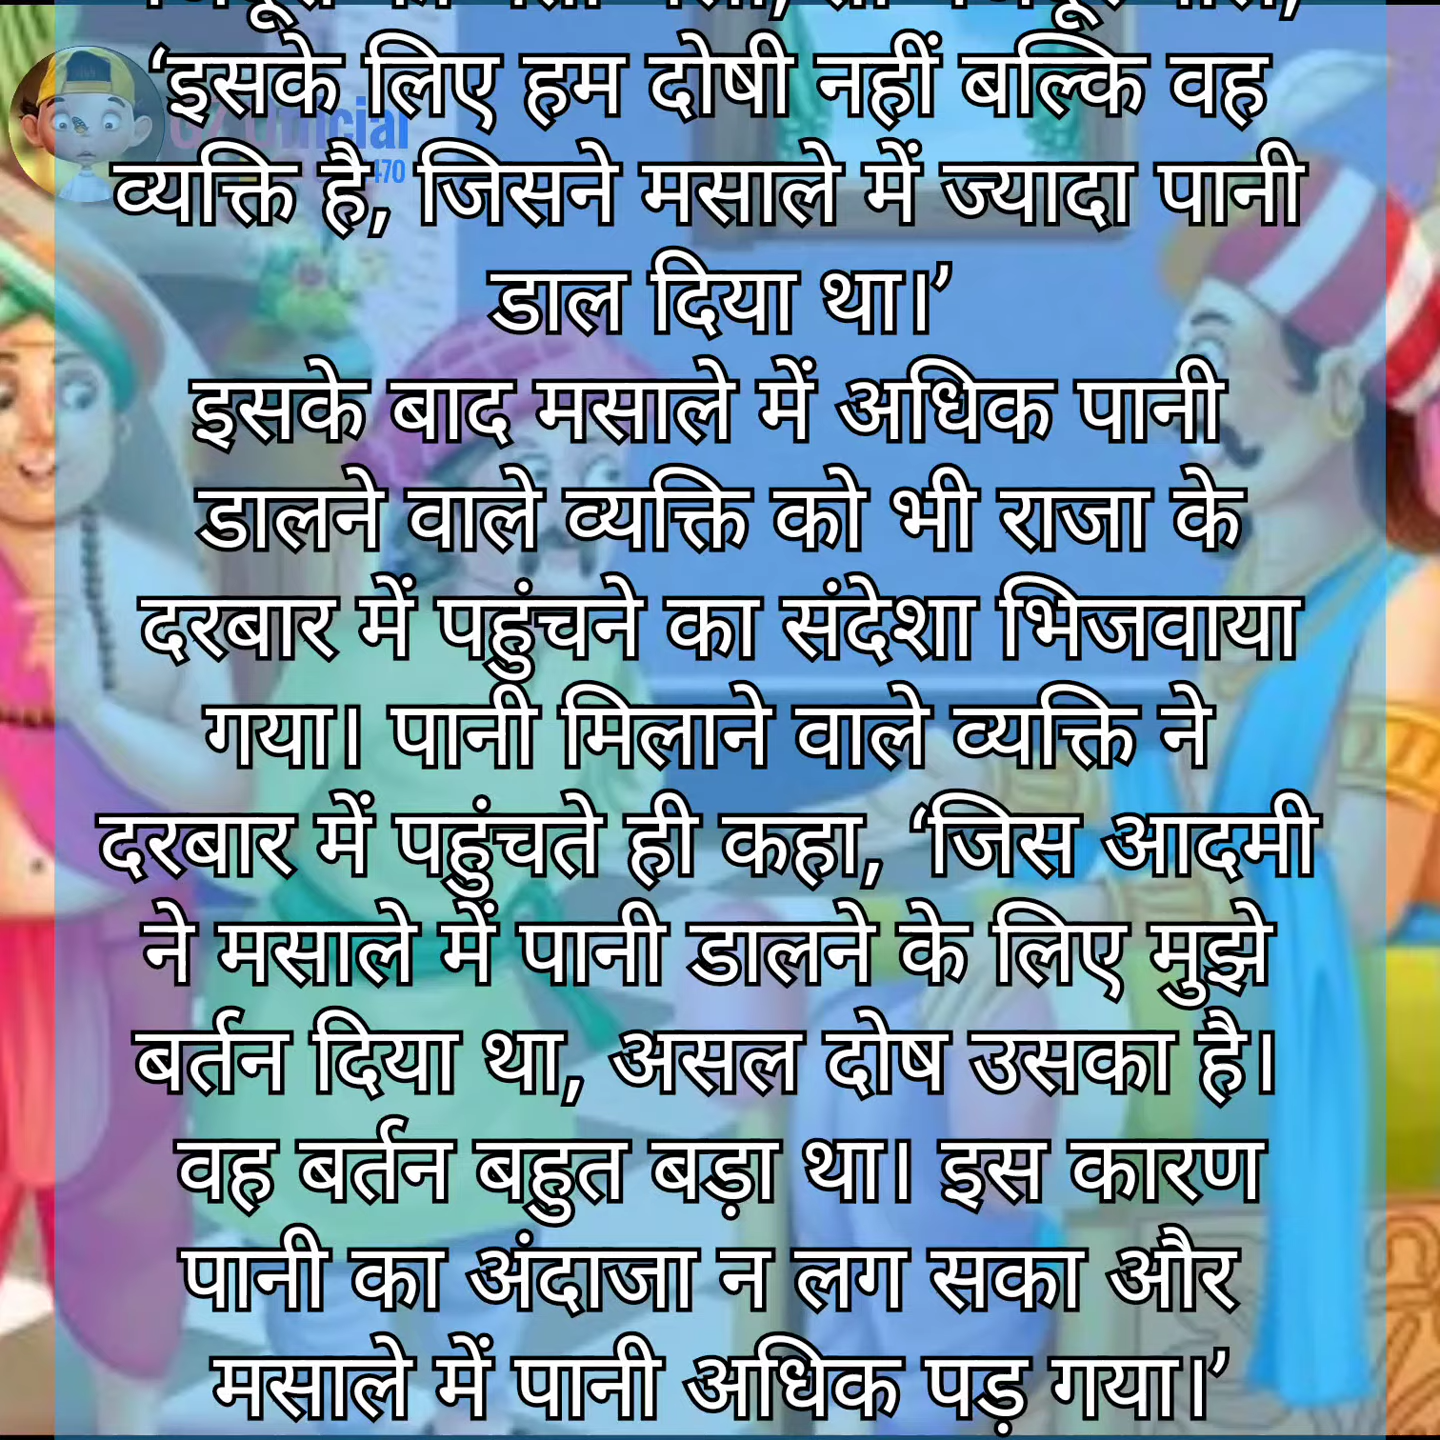 ‘इसके लिए हम दोषी नहीं बल्कि वह
व्यक्ति है, जिसने मसाले में ज्यादा पानी
डाल दिया था।’
इसके बाद मसाले में अधिक पानी
डालने वाले व्यक्ति को भी राजा के
दरबार में पहुंचने का संदेशा भिजवाया
गया। पानी मिलाने वाले व्यक्ति ने
दरबार में पहुंचते ही कहा, ‘जिस आदमी
ने मसाले में पानी डालने के लिए मुझे
बर्तन दिया था, असल दोष उसका है।
वह बर्तन बहुत बड़ा था। इस कारण
पानी का अंदाजा न लग सका और
मसाले में पानी अधिक पड़ गया।’